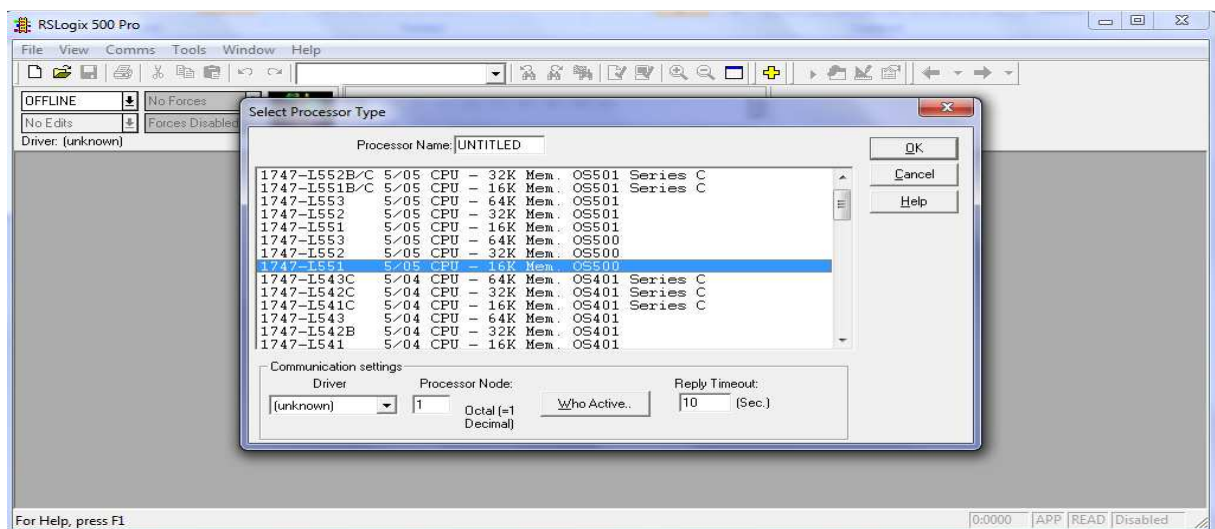 RSLogix 500 Pro
File View Comms Tools Window Help
OFFLINE No Forces
No Edits Forces Disabled
Driver: (unknown)
Select Processor Type
Processor Name: UNTITLED
OK
Cancel
Help
1747-L552B/C 5/05 CPU - 32K Mem. OS501 Series C
1747-L551B/C 5/05 CPU - 16K Mem. OS501 Series C
1747-L553 5/05 CPU - 64K Mem. OS501
1747-L552 5/05 CPU - 32K Mem. OS501
1747-L551 5/05 CPU - 16K Mem. OS501
1747-L553 5/05 CPU - 64K Mem. OS500
1747-L552 5/05 CPU - 32K Mem. OS500
1747-L551 5/05 CPU - 16K Mem. OS500
1747-L543C 5/04 CPU - 64K Mem. OS401 Series C
1747-L542C 5/04 CPU - 32K Mem. OS401 Series C
1747-L541C 5/04 CPU - 16K Mem. OS401 Series C
1747-L543 5/04 CPU - 64K Mem. OS401
1747-L542B 5/04 CPU - 32K Mem. OS401
1747-L541 5/04 CPU - 16K Mem. OS401
Communication settings
Driver Processor Node: Reply Timeout:
(unknown) 1 Octal (=1 Decimal) Who Active.. 10 (Sec.)
For Help, press F1
0:0000 APP READ Disabled